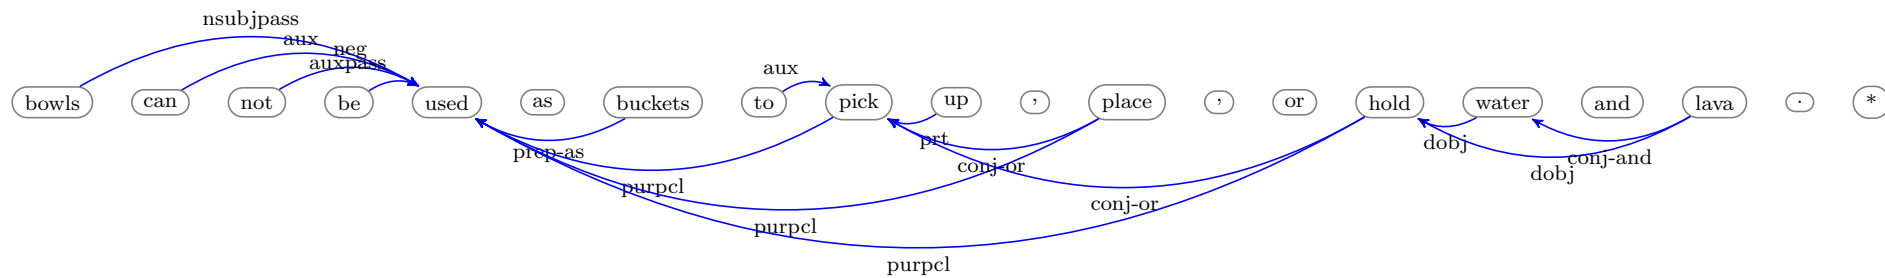 nsubjpass
aux
neg
auxpass
aux
bowls can not be used as buckets to pick up , place , or hold water and lava . *
prt
dobj
prep-as
conj-or
conj-and
dobj
purpcl
conj-or
purpcl
purpcl